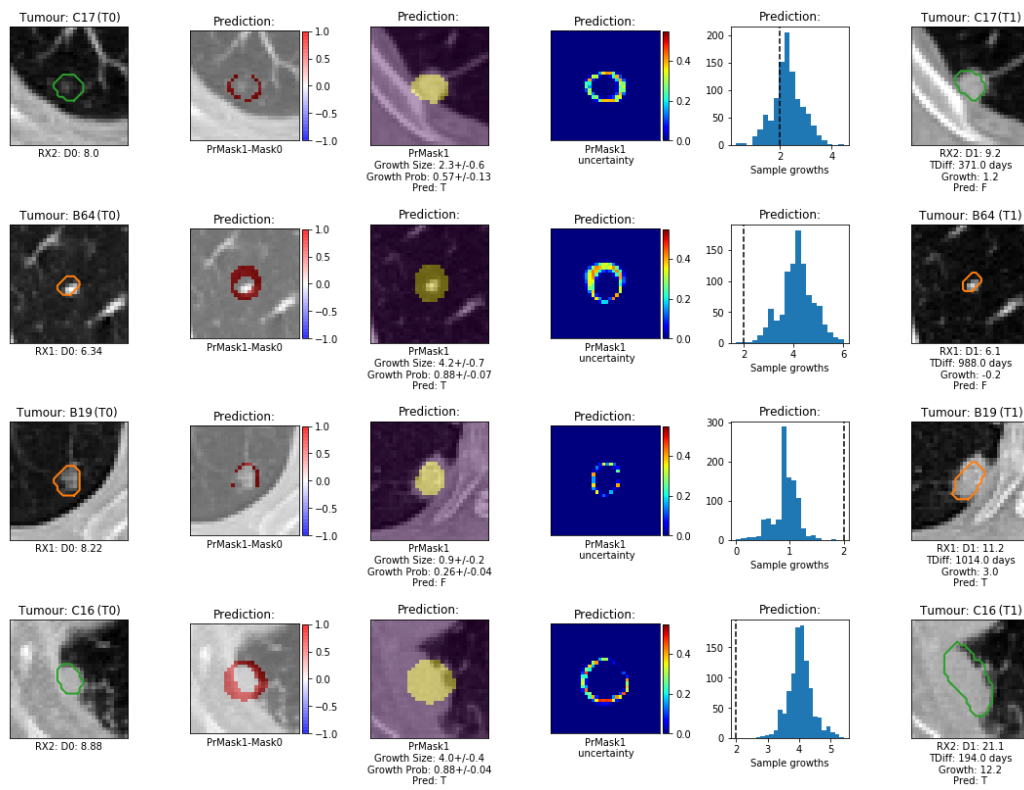 Tumour: C17 (T0)
RX2: D0: 8.0
Prediction:
1.0
0.5
0.0
−0.5
−1.0
PrMask1-Mask0
Prediction:
PrMask1
Growth Size: 2.3+/-0.6
Growth Prob: 0.57+/-0.13
Pred: T
0.4
0.2
0.0
PrMask1
uncertainty
Prediction:
200
150
100
50
0
2
4
Sample growths
Tumour: C17(T1)
RX2: D1: 9.2
TDiff: 371.0 days
Growth: 1.2
Pred: F
Tumour: B64 (T0)
RX1: D0: 6.34
Prediction:
1.0
0.5
0.0
−0.5
−1.0
PrMask1-Mask0
Prediction:
PrMask1
Growth Size: 4.2+/-0.7
Growth Prob: 0.88+/-0.07
Pred: T
0.4
0.2
0.0
PrMask1
uncertainty
Prediction:
150
100
50
0
2
4
6
Sample growths
Tumour: B64 (T1)
RX1: D1: 6.1
TDiff: 988.0 days
Growth: -0.2
Pred: F
Tumour: B19 (T0)
RX1: D0: 8.22
Prediction:
1.0
0.5
0.0
−0.5
−1.0
PrMask1-Mask0
Prediction:
PrMask1
Growth Size: 0.9+/-0.2
Growth Prob: 0.26+/-0.04
Pred: F
0.4
0.2
0.0
PrMask1
uncertainty
Prediction:
300
200
100
0
0
1
2
Sample growths
Tumour: B19 (T1)
RX1: D1: 11.2
TDiff: 1014.0 days
Growth: 3.0
Pred: T
Tumour: C16 (T0)
RX2: D0: 8.88
Prediction:
1.0
0.5
0.0
−0.5
−1.0
PrMask1-Mask0
Prediction:
PrMask1
Growth Size: 4.0+/-0.4
Growth Prob: 0.88+/-0.04
Pred: T
0.4
0.2
0.0
PrMask1
uncertainty
Prediction:
150
100
50
0
2
3
4
5
Sample growths
Tumour: C16 (T1)
RX2: D1: 21.1
TDiff: 194.0 days
Growth: 12.2
Pred: T